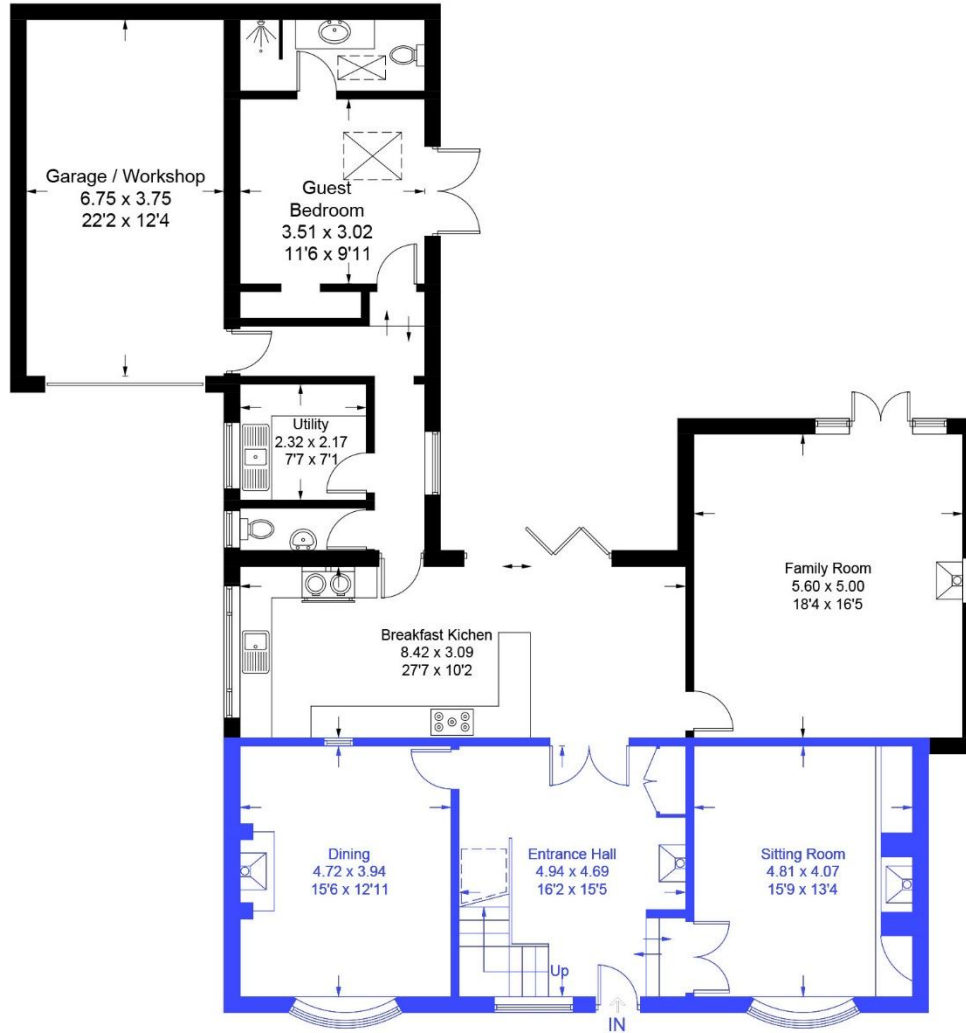 Garage / Workshop
6.75 x 3.75
22'2 x 12'4
Guest
Bedroom
3.51 x 3.02
11'6 x 9'11
Utility
2.32 x 2.17
7'7 x 7'1
Family Room
5.60 x 5.00
18'4 x 16'5
Breakfast Kichen
8.42 x 3.09
27'7 x 10'2
Dining
4.72 x 3.94
15'6 x 12'11
Entrance Hall
4.94 x 4.69
16'2 x 15'5
Sitting Room
4.81 x 4.07
15'9 x 13'4
Up
IN